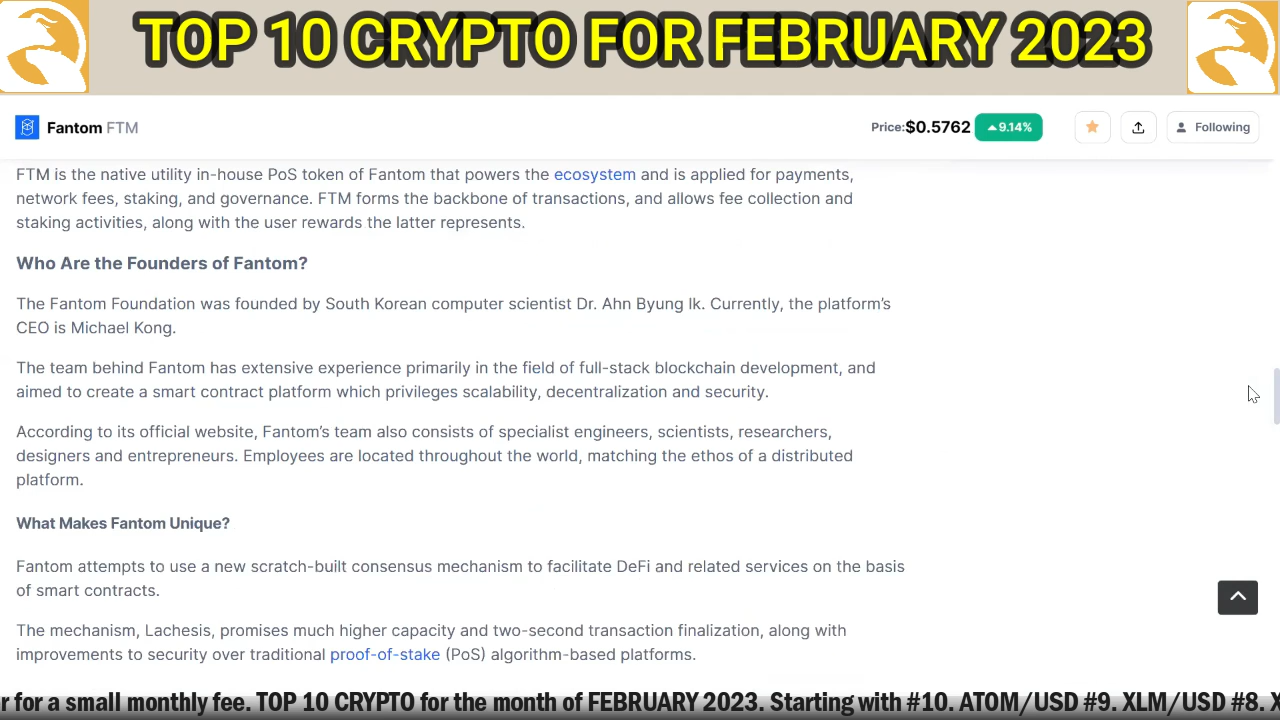 TOP 10 CRYPTO FOR FEBRUARY 2023
Fantom FTM
Price:$0.5762 9.14% Following
FTM is the native utility in-house PoS token of Fantom that powers the ecosystem and is applied for payments,
network fees, staking, and governance. FTM forms the backbone of transactions, and allows fee collection and
staking activities, along with the user rewards the latter represents.
Who Are the Founders of Fantom?
The Fantom Foundation was founded by South Korean computer scientist Dr. Ahn Byung Ik. Currently, the platform’s
CEO is Michael Kong.
The team behind Fantom has extensive experience primarily in the field of full-stack blockchain development, and
aimed to create a smart contract platform which privileges scalability, decentralization and security.
According to its official website, Fantom’s team also consists of specialist engineers, scientists, researchers,
designers and entrepreneurs. Employees are located throughout the world, matching the ethos of a distributed
platform.
What Makes Fantom Unique?
Fantom attempts to use a new scratch-built consensus mechanism to facilitate DeFi and related services on the basis
of smart contracts.
The mechanism, Lachesis, promises much higher capacity and two-second transaction finalization, along with
improvements to security over traditional proof-of-stake (PoS) algorithm-based platforms.
r for a small monthly fee. TOP 10 CRYPTO for the month of FEBRUARY 2023. Starting with #10. ATOM/USD #9. XLM/USD #8. X